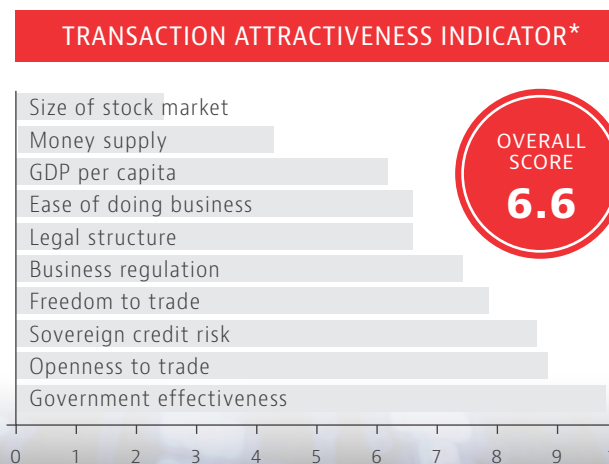 TRANSACTION ATTRACTIVENESS INDICATOR*
Size of stock market
Money supply
GDP per capita
Ease of doing business
Legal structure
Business regulation
Freedom to trade
Sovereign credit risk
Openness to trade
Government effectiveness
OVERALL
SCORE
6.6
0 1 2 3 4 5 6 7 8 9